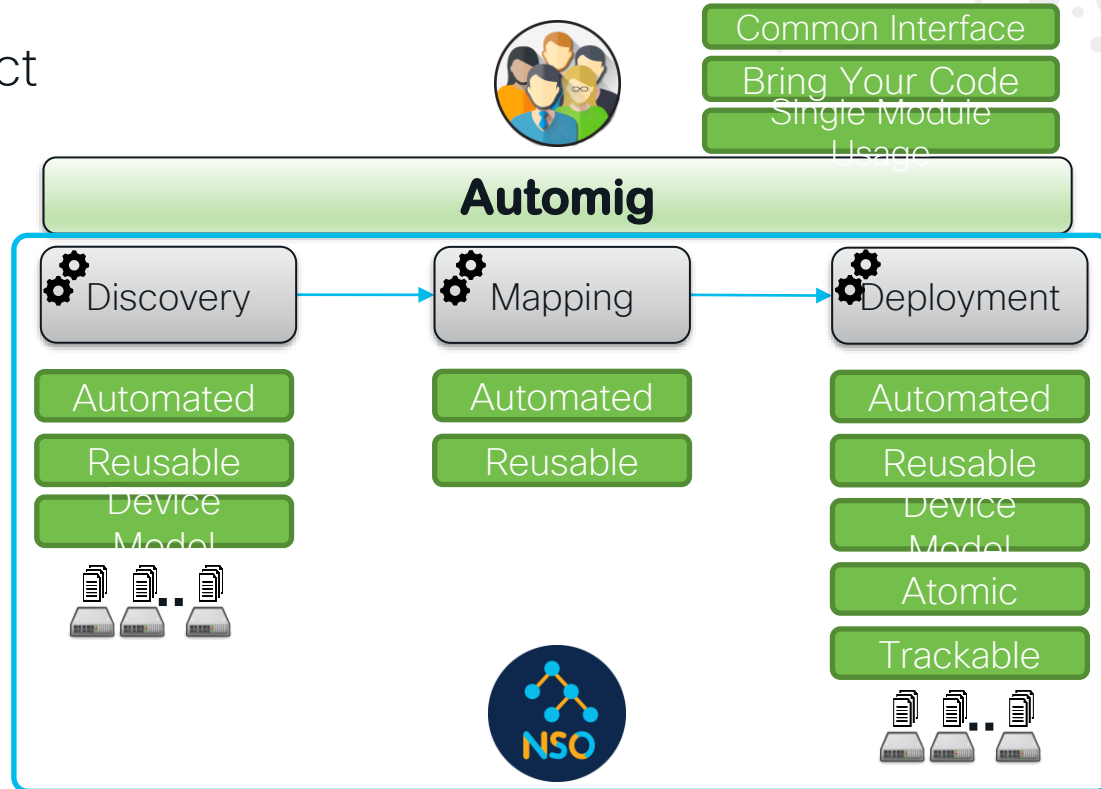 ct
Common Interface
Bring Your Code
Single Module
Usage
Automig
Discovery
Mapping
Deployment
Automated
Reusable
Device
Model
Automated
Reusable
Automated
Reusable
Device
Model
Atomic
Trackable
..
..
NSO